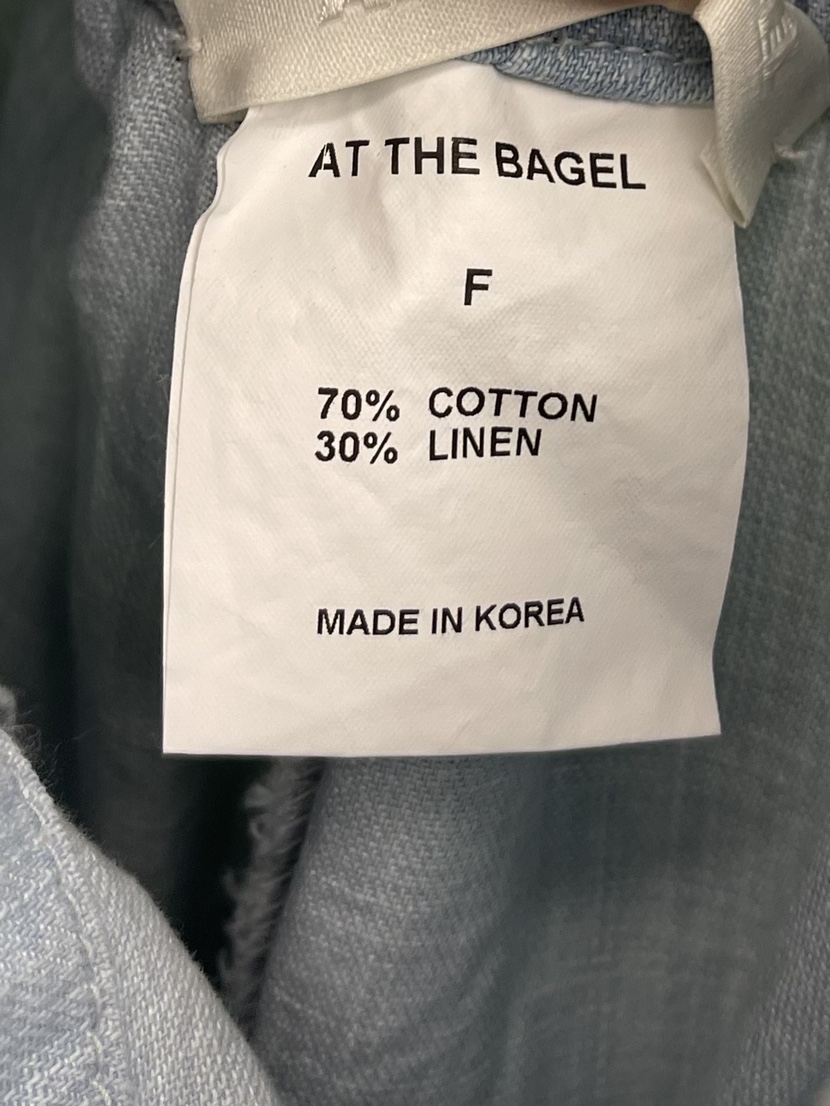 AT THE BAGEL
F
70% COTTON
30% LINEN
MADE IN KOREA